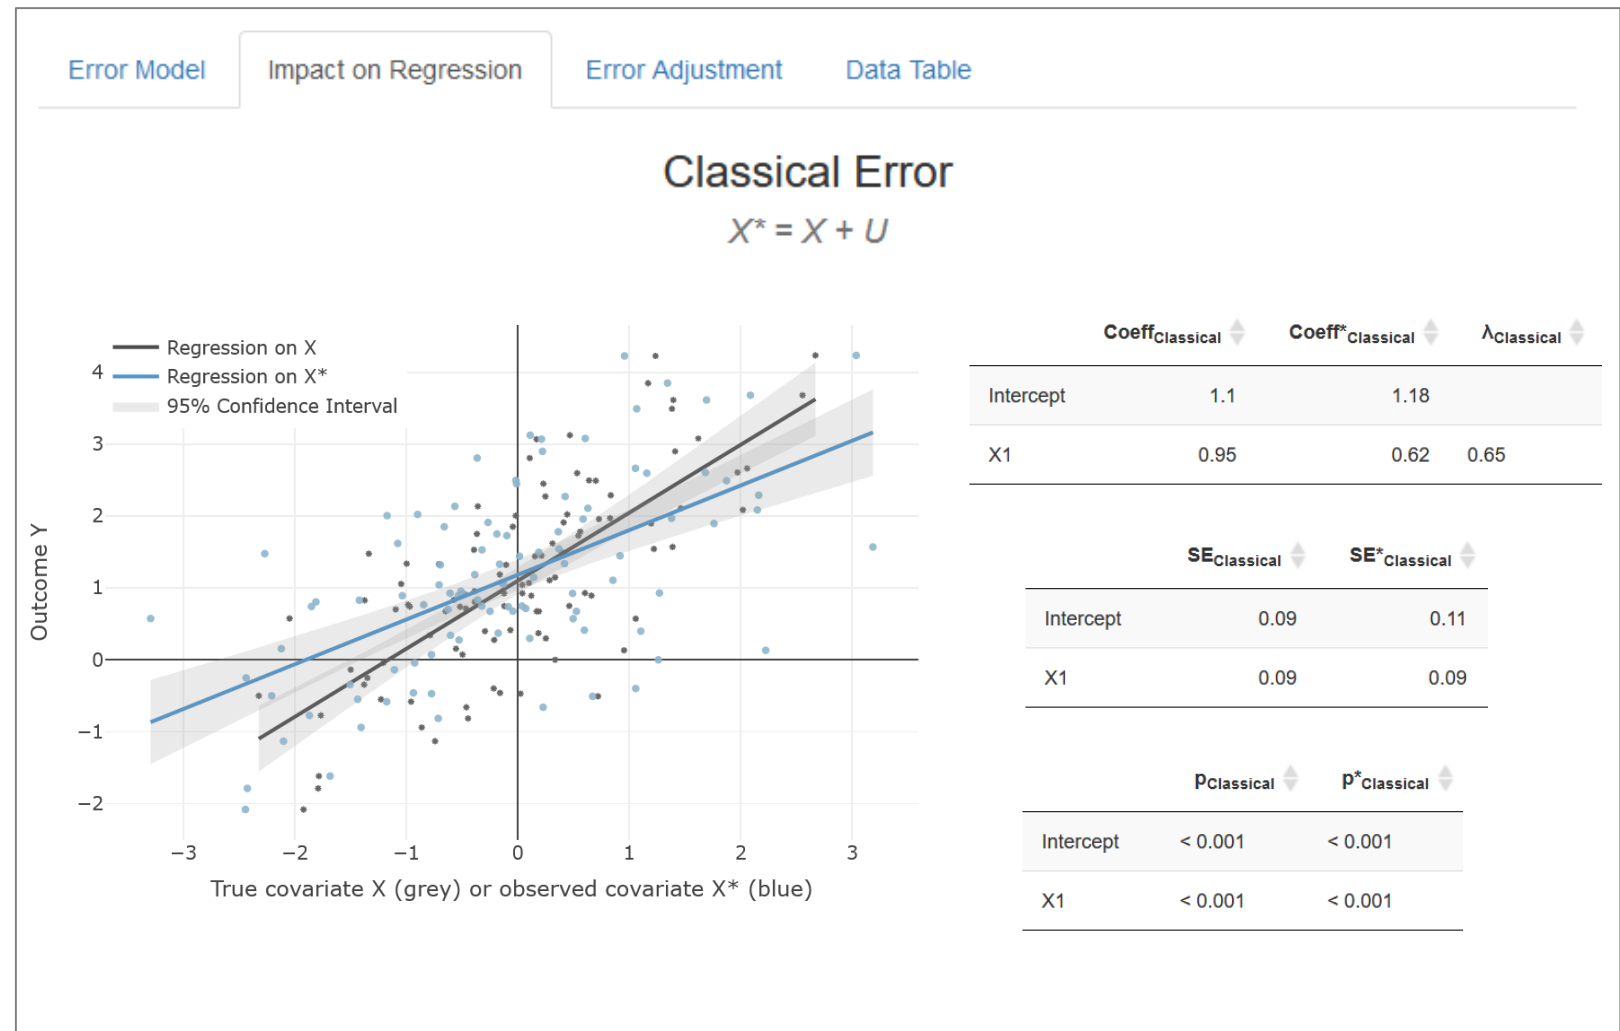 Error Model Impact on Regression Error Adjustment Data Table
Classical Error
X* = X + U
Regression on X
Regression on X*
95% Confidence Interval
4
3
2
1
0
−1
−2
−3 −2 −1 0 1 2 3
Outcome Y
True covariate X (grey) or observed covariate X* (blue)
CoeffClassical Coeff*Classical λClassical
Intercept 1.1 1.18
X1 0.95 0.62 0.65
SEClassical SE*Classical
Intercept 0.09 0.11
X1 0.09 0.09
pClassical p*Classical
Intercept < 0.001 < 0.001
X1 < 0.001 < 0.001